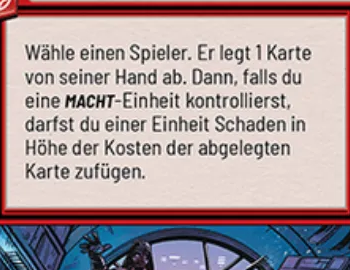 Wähle einen Spieler. Er legt 1 Karte
von seiner Hand ab. Dann, falls du
eine MACHT-Einheit kontrollierst,
darfst du einer Einheit Schaden in
Höhe der Kosten der abgelegten
Karte zufügen.